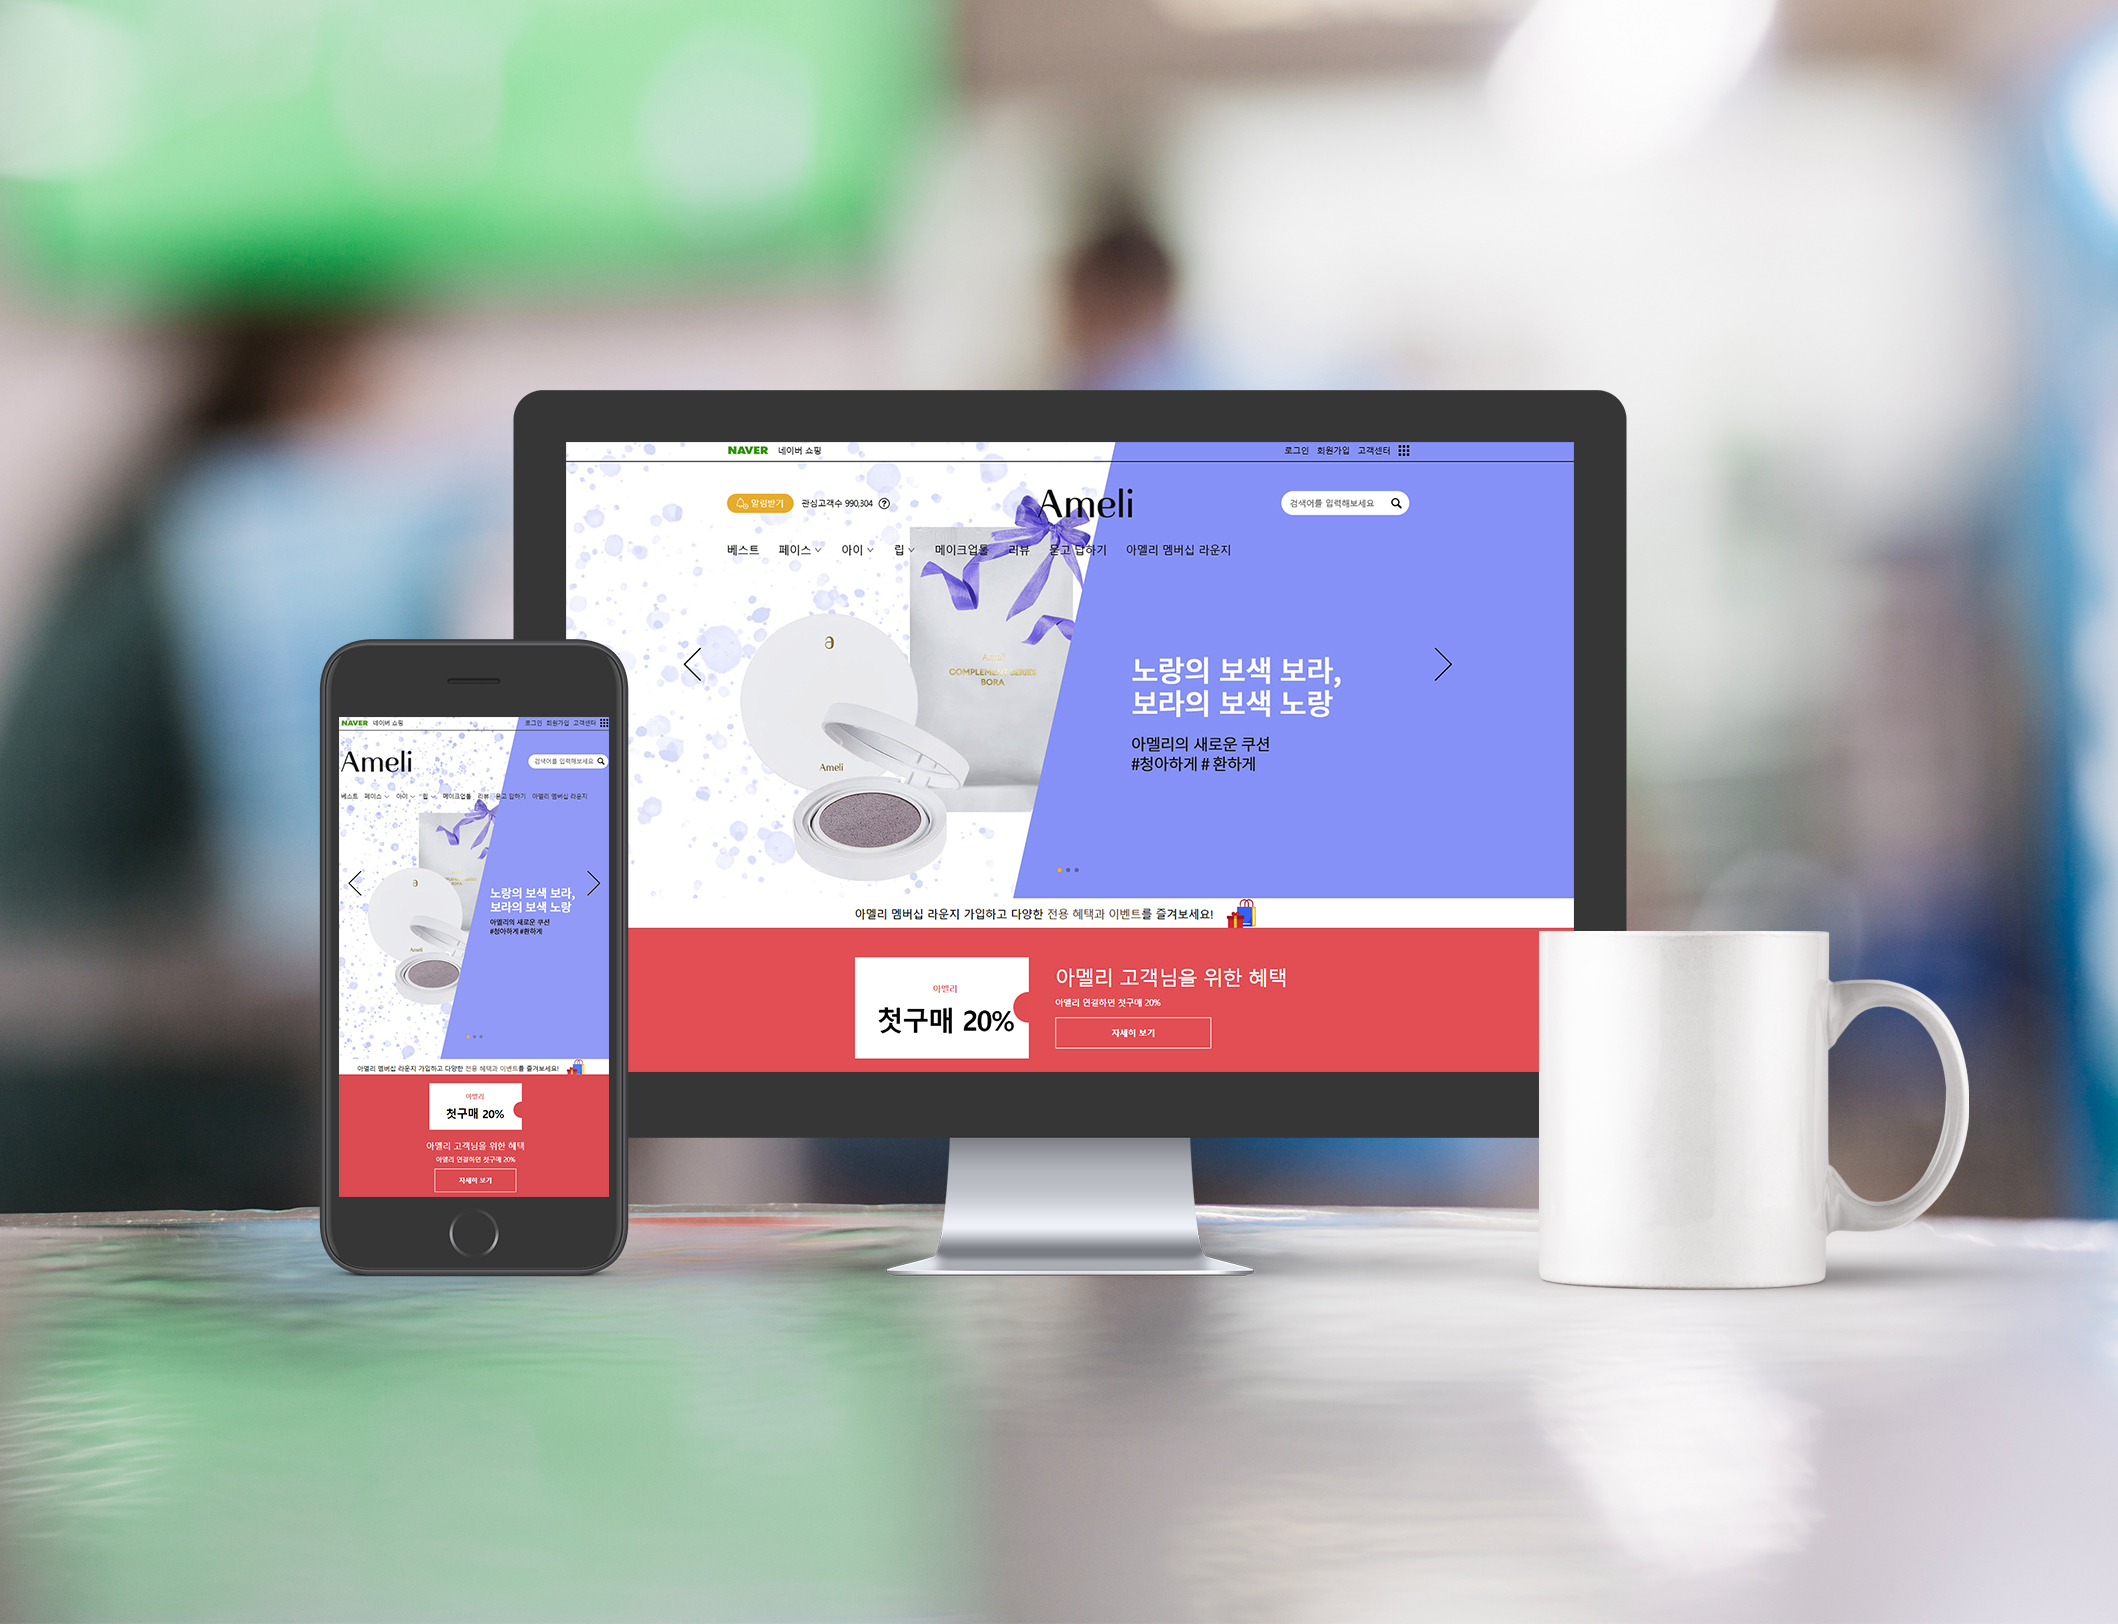 NAVER 네이버 쇼핑 로그인 회원가입 고객센터
알림받기 관심고객수 990,304 ? Ameli 검색어를 입력해보세요
베스트 페이스 아이 립 메이크업툴 리뷰 묻고 답하기 아멜리 멤버십 라운지
Ameli
COMPLEMENT SERIES
BORA
Ameli
노랑의 보색 보라,
보라의 보색 노랑
아멜리의 새로운 쿠션
#청아하게 # 환하게
아멜리 멤버십 라운지 가입하고 다양한 전용 혜택과 이벤트를 즐겨보세요!
아멜리
첫구매 20%
아멜리 고객님을 위한 혜택
아멜리 연결하면 첫구매 20%
자세히 보기
NAVER 네이버 쇼핑 로그인 회원가입 고객센터
Ameli 검색어를 입력해보세요
베스트 페이스 아이 립 메이크업툴 리뷰 묻고 답하기 아멜리 멤버십 라운지
BORA
Ameli
노랑의 보색 보라,
보라의 보색 노랑
아멜리의 새로운 쿠션
#청아하게 #환하게
아멜리 멤버십 라운지 가입하고 다양한 전용 혜택과 이벤트를 즐겨보세요!
아멜리
첫구매 20%
아멜리 고객님을 위한 혜택
아멜리 연결하면 첫구매 20%
자세히 보기